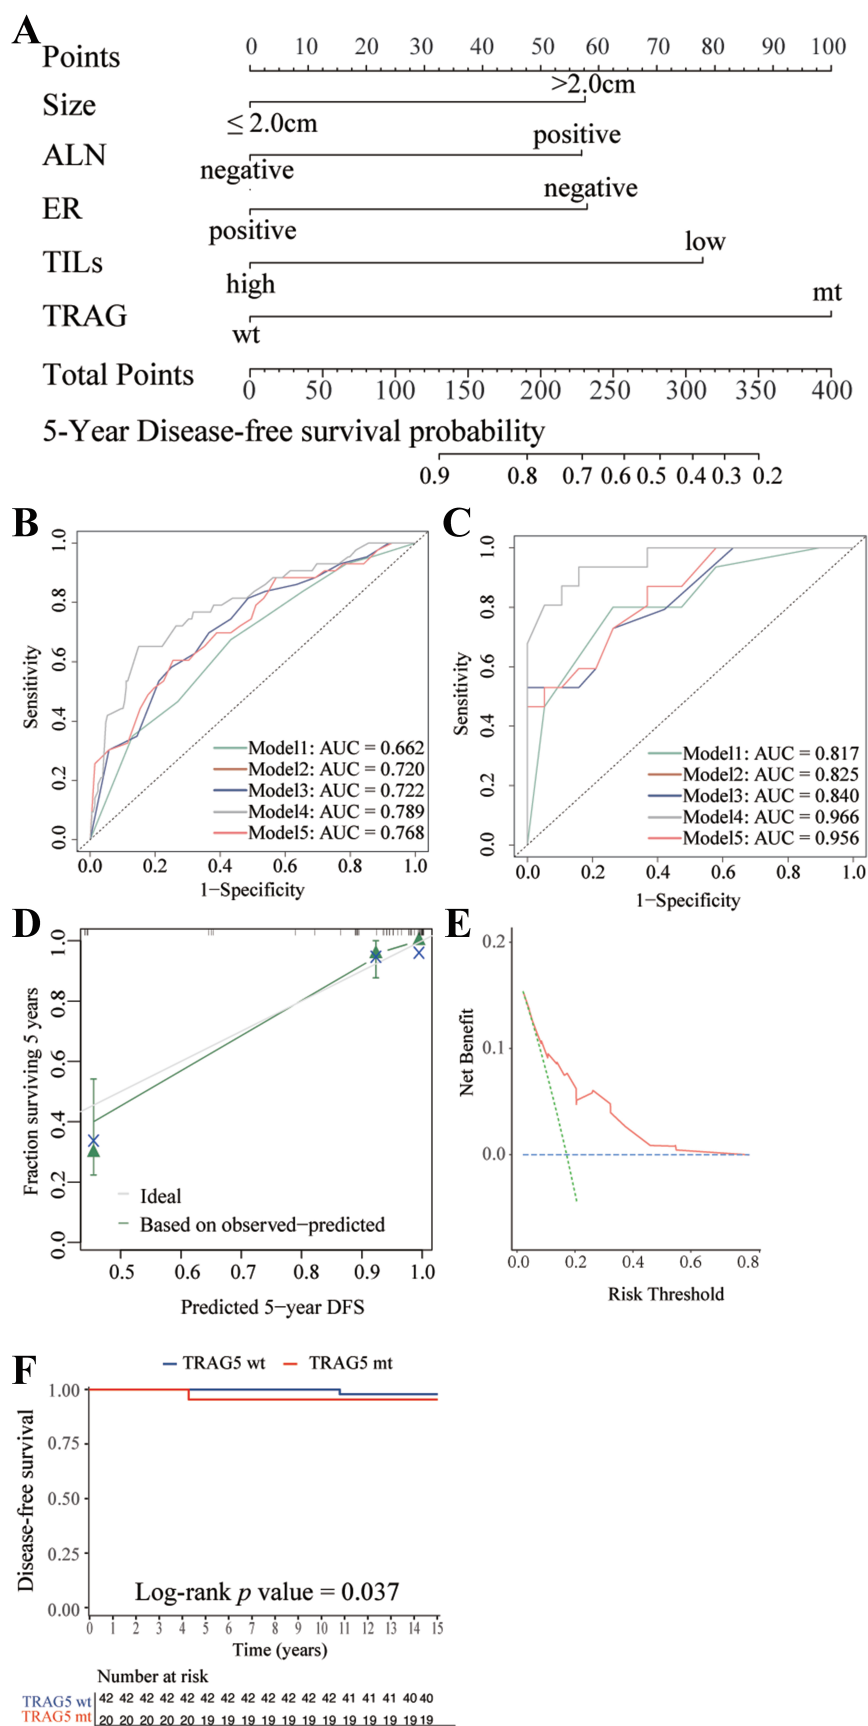 A
Points
0 10 20 30 40 50 60 70 80 90 100
Size
>2.0cm
≤ 2.0cm
ALN
positive
negative
ER
negative
positive
TILs
low
high
TRAG
mt
wt
Total Points
0 50 100 150 200 250 300 350 400
5-Year Disease-free survival probability
0.9 0.8 0.7 0.6 0.5 0.4 0.3 0.2
B
Sensitivity
1.0
0.8
0.6
0.4
0.2
0.0
Model1: AUC = 0.662
Model2: AUC = 0.720
Model3: AUC = 0.722
Model4: AUC = 0.789
Model5: AUC = 0.768
0.0 0.2 0.4 0.6 0.8 1.0
1−Specificity
C
Sensitivity
1.0
0.8
0.6
0.4
0.2
0.0
Model1: AUC = 0.817
Model2: AUC = 0.825
Model3: AUC = 0.840
Model4: AUC = 0.966
Model5: AUC = 0.956
0.0 0.2 0.4 0.6 0.8 1.0
1−Specificity
D
Fraction surviving 5 years
1.0
0.8
0.6
0.4
0.2
0.0
Ideal
Based on observed−predicted
0.5 0.6 0.7 0.8 0.9 1.0
Predicted 5−year DFS
E
Net Benefit
0.2
0.1
0.0
0.0 0.2 0.4 0.6 0.8
Risk Threshold
F
TRAG5 wt TRAG5 mt
Disease-free survival
1.00
0.75
0.50
0.25
0.00
Log-rank p value = 0.037
0 1 2 3 4 5 6 7 8 9 10 11 12 13 14 15
Time (years)
Number at risk
TRAG5 wt 42 42 42 42 42 42 42 42 42 42 42 42 41 41 41 40 40
TRAG5 mt 20 20 20 20 20 19 19 19 19 19 19 19 19 19 19 19 19